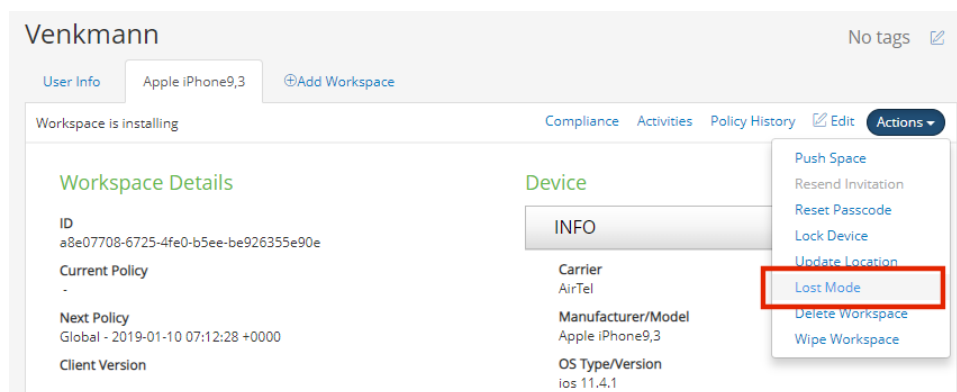 Venkmann
No tags
User Info
Apple iPhone9,3
Add Workspace
Workspace is installing
Compliance
Activities
Policy History
Edit
Actions
Push Space
Resend Invitation
Reset Passcode
Lock Device
Update Location
Lost Mode
Delete Workspace
Wipe Workspace
Workspace Details
ID
a8e07708-6725-4fe0-b5ee-be926355e90e
Current Policy
-
Next Policy
Global - 2019-01-10 07:12:28 +0000
Client Version
Device
INFO
Carrier
AirTel
Manufacturer/Model
Apple iPhone9,3
OS Type/Version
ios 11.4.1